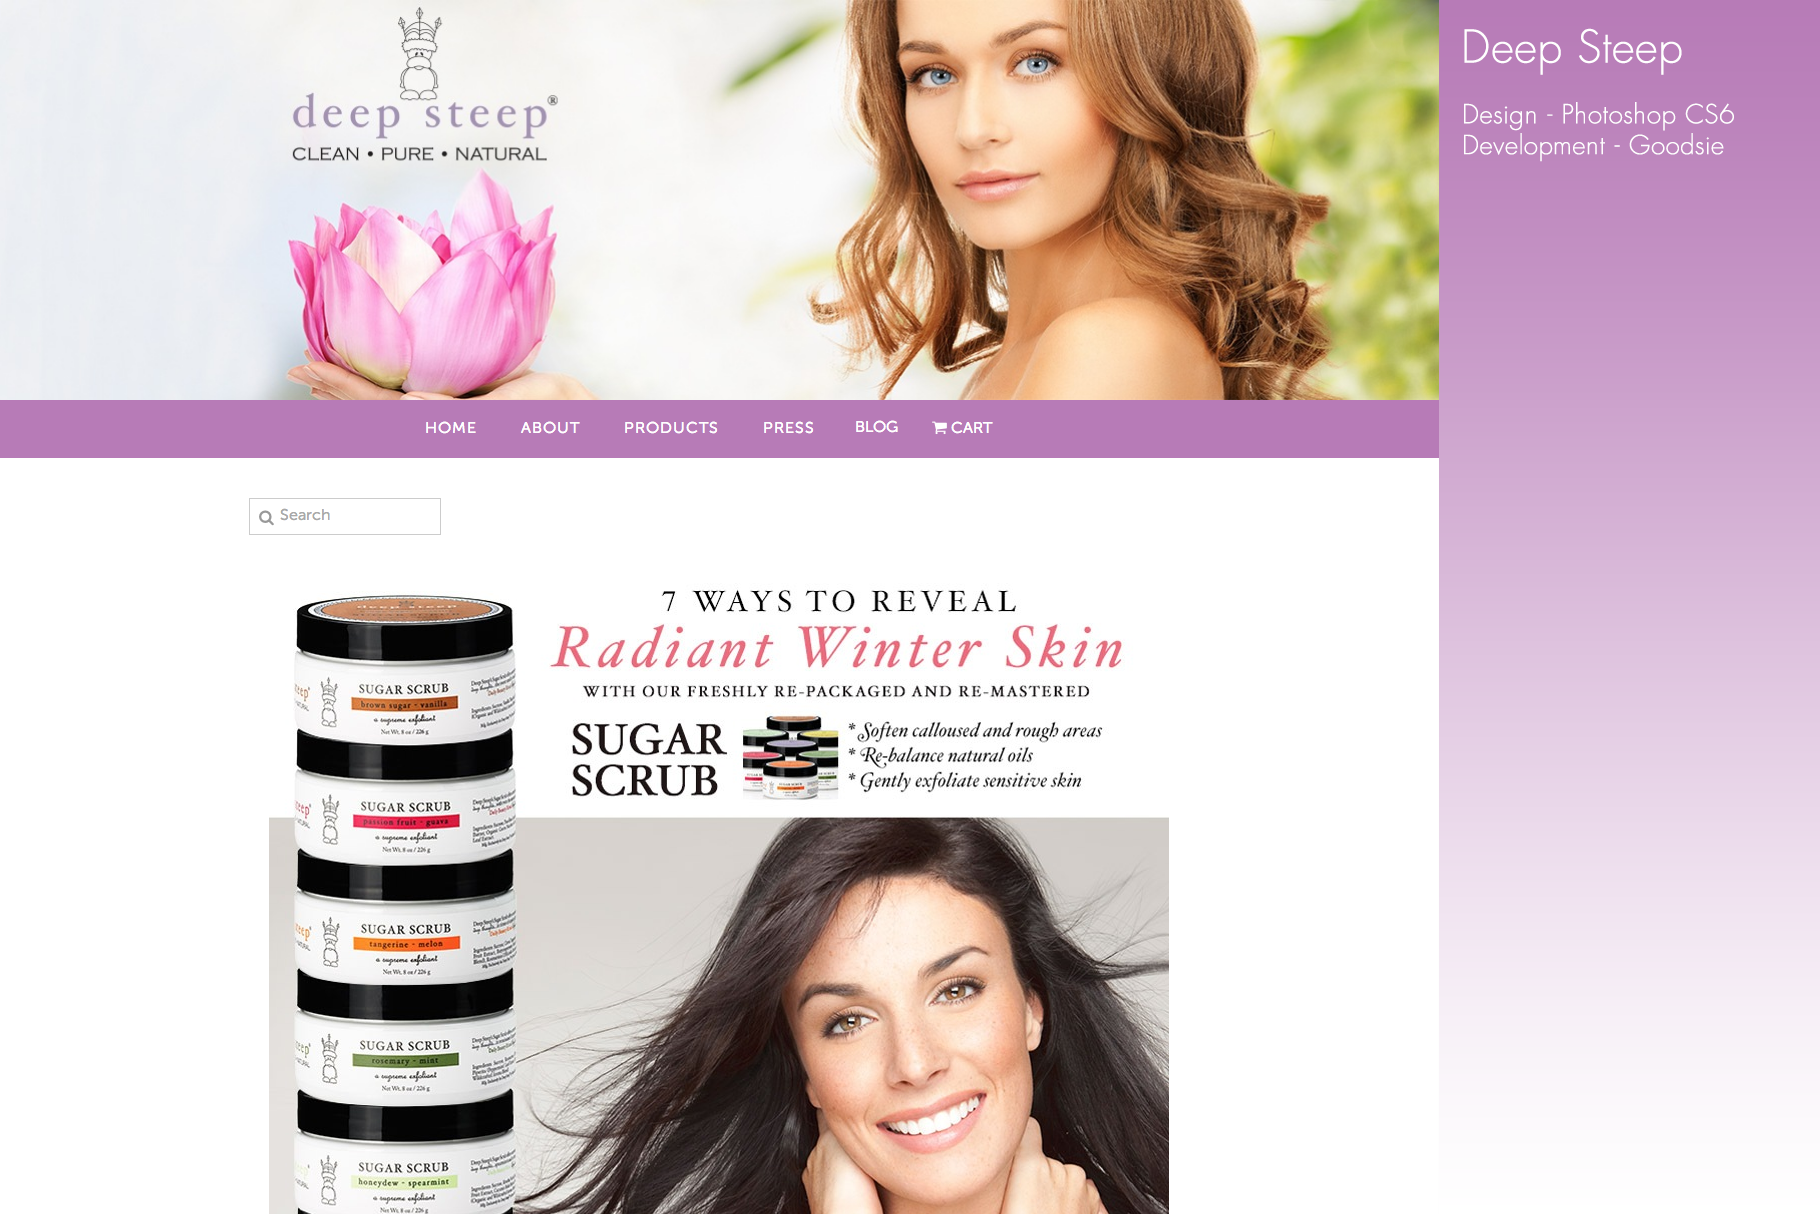 deep steep®
CLEAN • PURE • NATURAL
Deep Steep
Design - Photoshop CS6
Development - Goodsie
HOME ABOUT PRODUCTS PRESS BLOG CART
Search
7 WAYS TO REVEAL
Radiant Winter Skin
WITH OUR FRESHLY RE-PACKAGED AND RE-MASTERED
SUGAR
SCRUB
* Soften calloused and rough areas
* Re-balance natural oils
* Gently exfoliate sensitive skin
deep steep
SUGAR SCRUB
brown sugar - vanilla
a supreme exfoliant
Net Wt. 8 oz / 226 g
SUGAR SCRUB
passion fruit - guava
a supreme exfoliant
Net Wt. 8 oz / 226 g
SUGAR SCRUB
tangerine - melon
a supreme exfoliant
Net Wt. 8 oz / 226 g
SUGAR SCRUB
rosemary - mint
a supreme exfoliant
Net Wt. 8 oz / 226 g
SUGAR SCRUB
honeydew - spearmint
a supreme exfoliant
Net Wt. 8 oz / 226 g